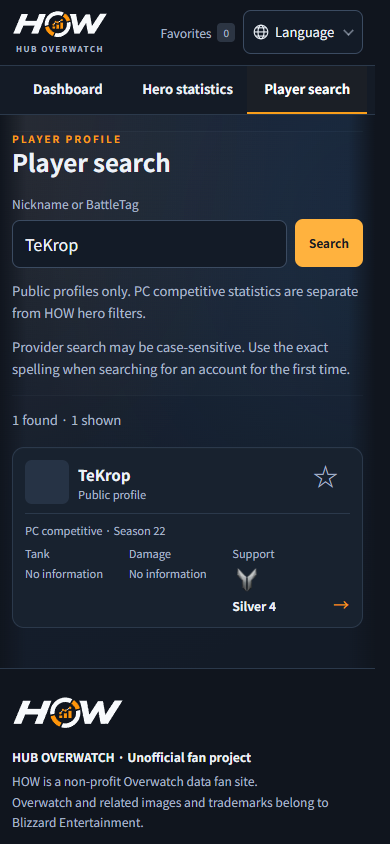 HOW
HUB OVERWATCH
Favorites 0
Language
Dashboard Hero statistics Player search
PLAYER PROFILE
Player search
Nickname or BattleTag
TeKrop
Search
Public profiles only. PC competitive statistics are separate
from HOW hero filters.
Provider search may be case-sensitive. Use the exact
spelling when searching for an account for the first time.
1 found · 1 shown
TeKrop
Public profile
PC competitive · Season 22
Tank Damage Support
No information No information
Silver 4 →
HOW
HUB OVERWATCH · Unofficial fan project
HOW is a non-profit Overwatch data fan site.
Overwatch and related images and trademarks belong to
Blizzard Entertainment.